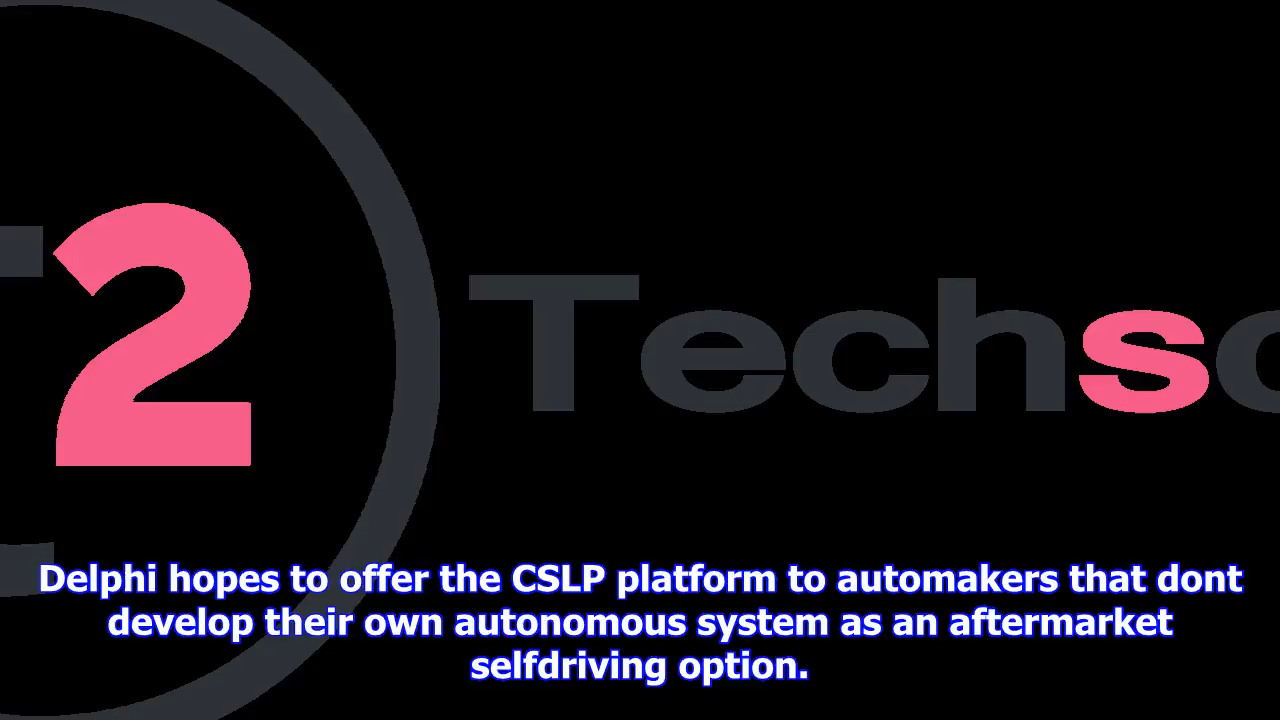 2
Techs
Delphi hopes to offer the CSLP platform to automakers that dont
develop their own autonomous system as an aftermarket
selfdriving option.